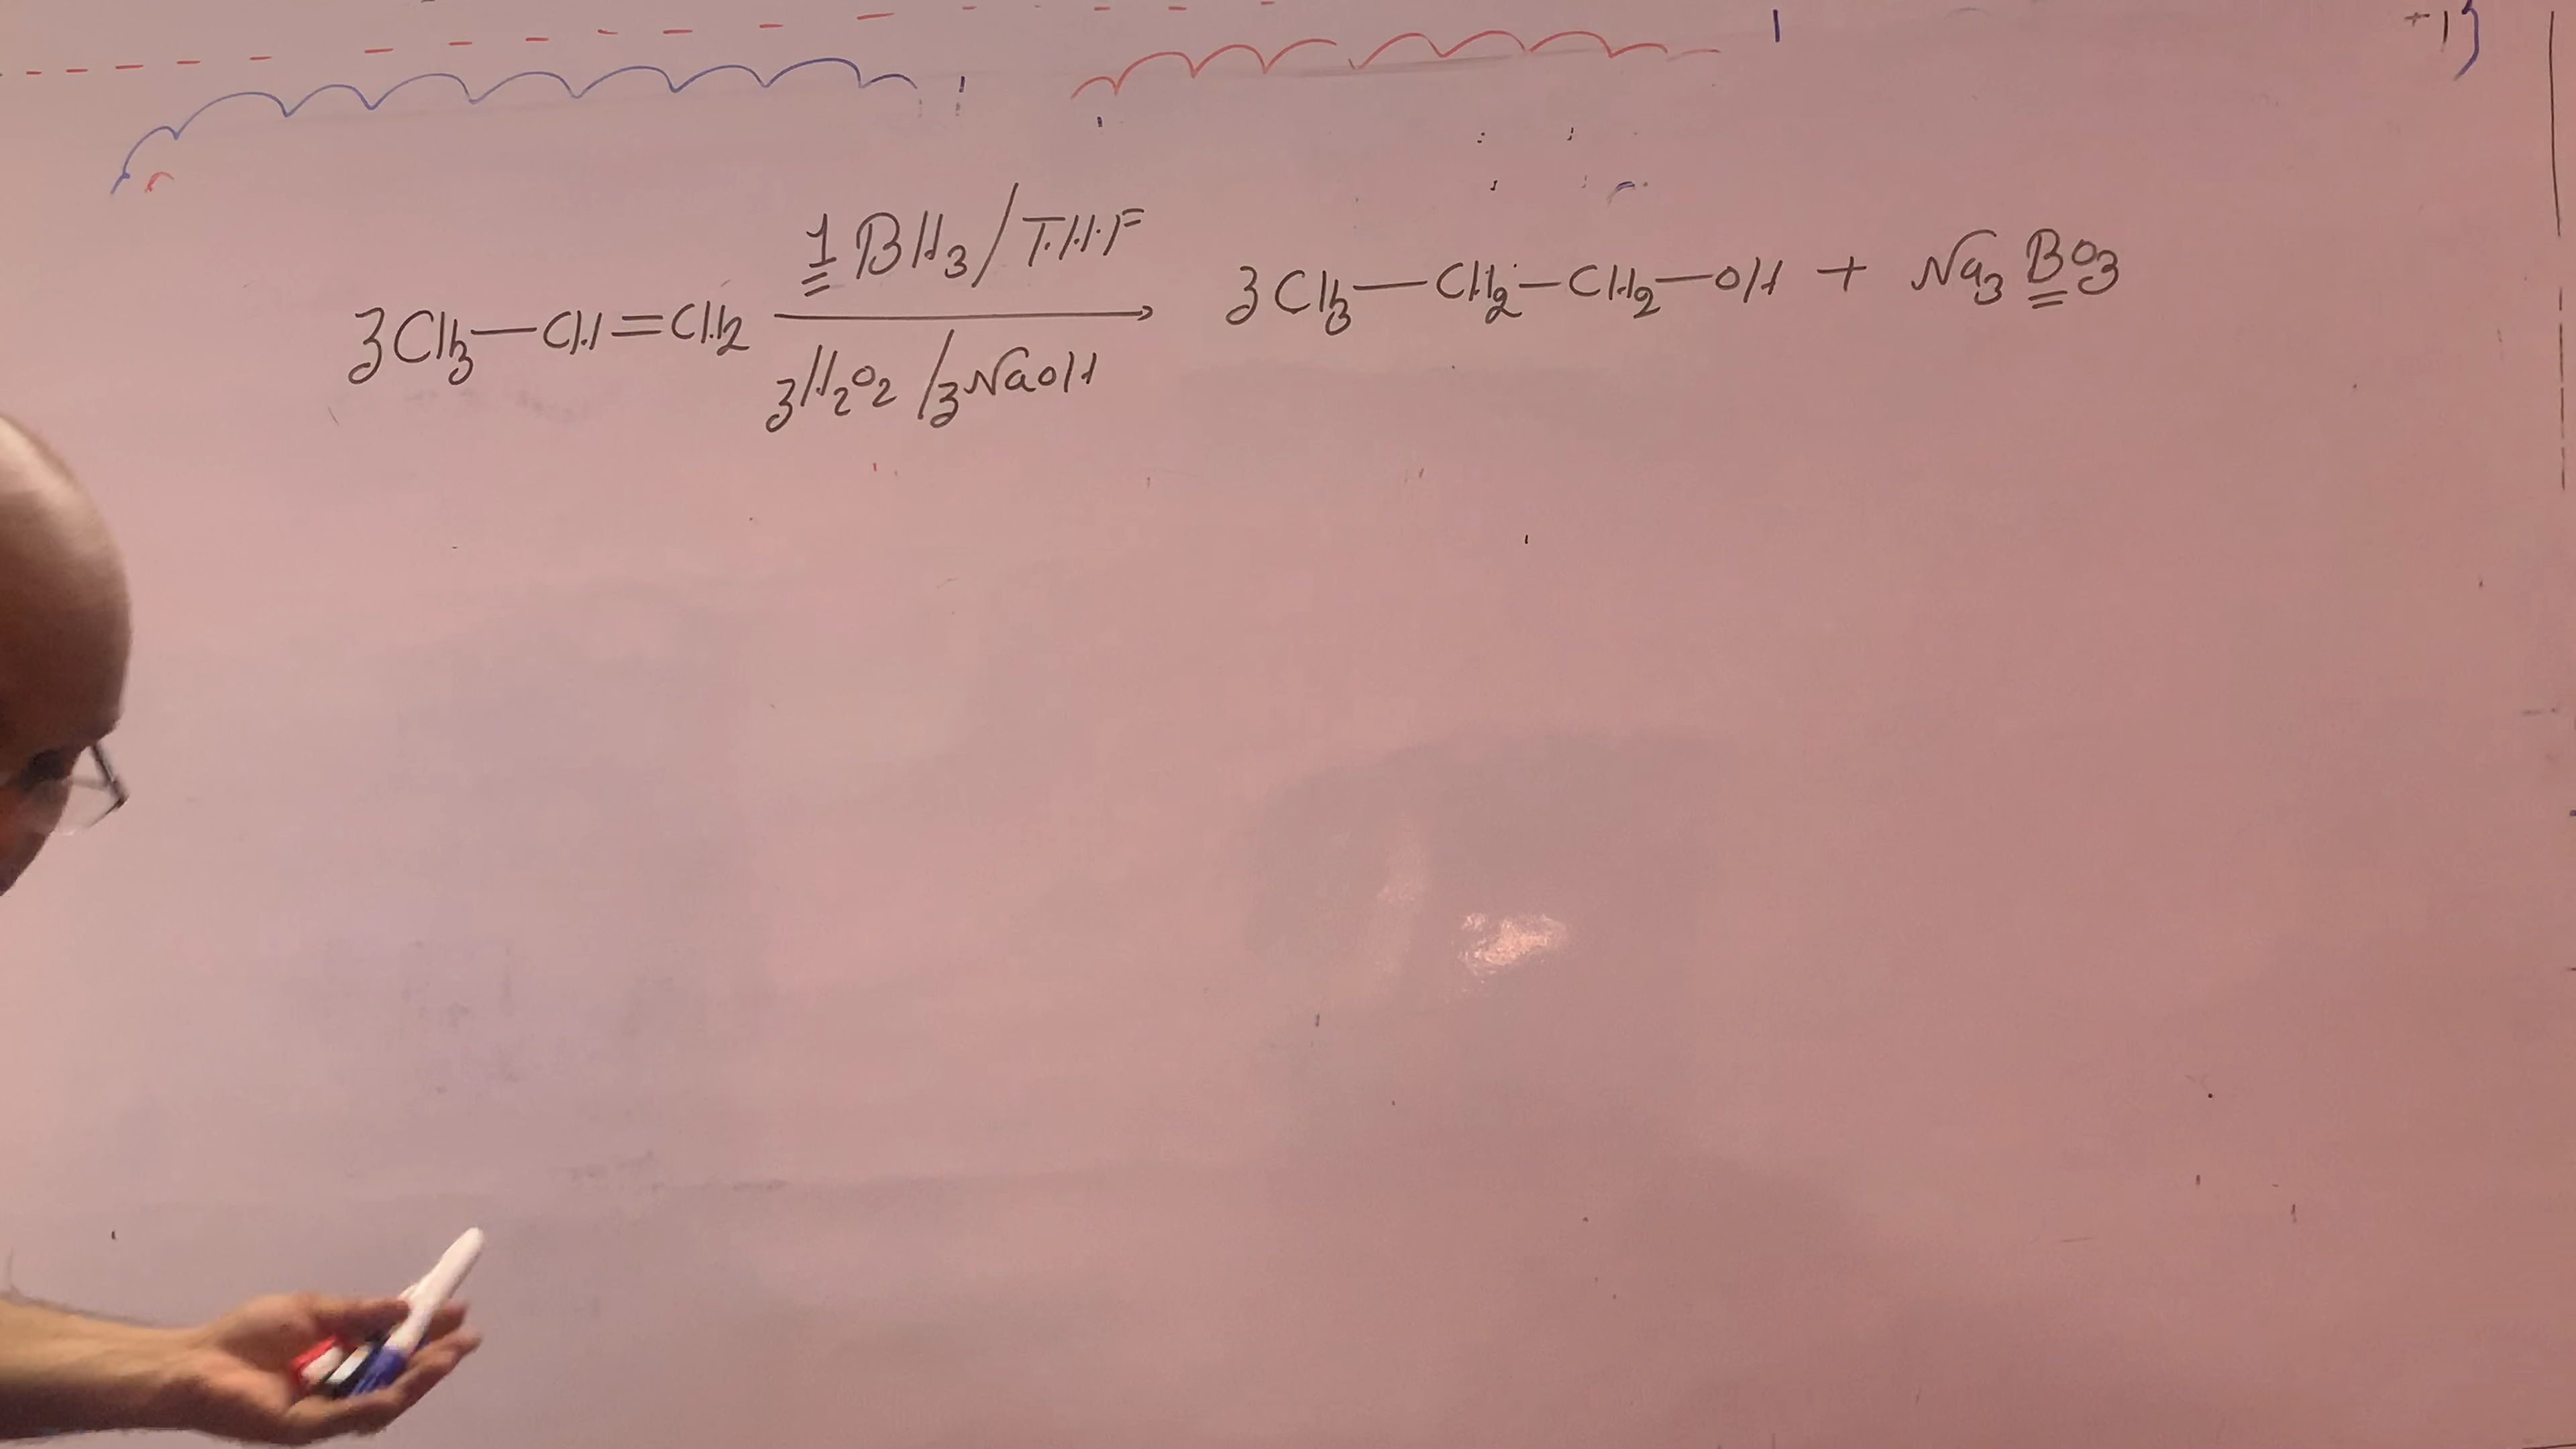 1 BH3/T.H.F
3CH3—CH=CH2 ⟶ 3CH3—CH2—CH2—OH + Na3BO3
3H2O2/3NaOH